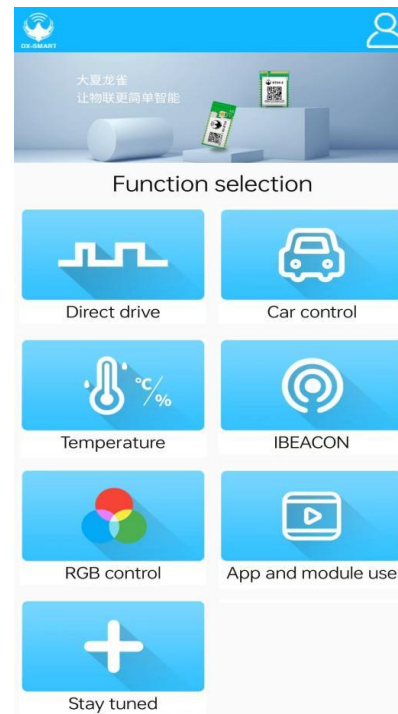 DX-SMART
大夏龙雀
让物联更简单智能
Function selection
Direct drive
Car control
°C/%
Temperature
IBEACON
RGB control
App and module use
Stay tuned